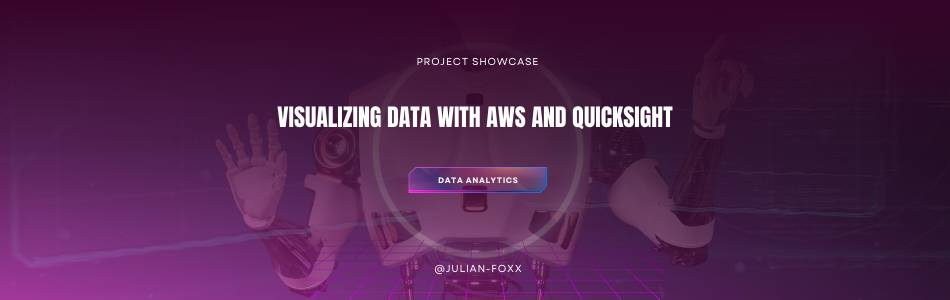 PROJECT SHOWCASE
VISUALIZING DATA WITH AWS AND QUICKSIGHT
DATA ANALYTICS
@JULIAN-FOXX